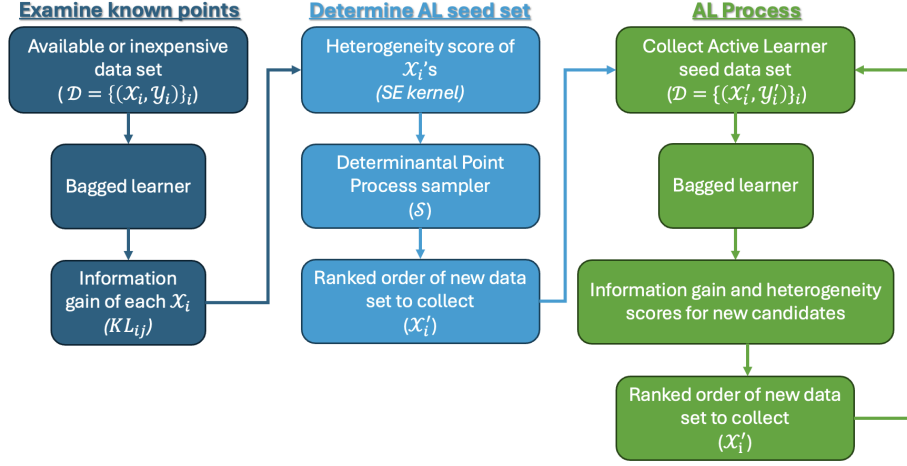 Examine known points
Available or inexpensive
data set
(𝒟 = {(𝒳ᵢ, 𝒴ᵢ)}ᵢ)
Bagged learner
Information
gain of each 𝒳ᵢ
(KLᵢⱼ)
Determine AL seed set
Heterogeneity score of
𝒳ᵢ's
(SE kernel)
Determinantal Point
Process sampler
(𝒮)
Ranked order of new data
set to collect
(𝒳ᵢ′)
AL Process
Collect Active Learner
seed data set
(𝒟 = {(𝒳ᵢ′, 𝒴ᵢ′)}ᵢ)
Bagged learner
Information gain and heterogeneity
scores for new candidates
Ranked order of new data
set to collect
(𝒳ᵢ′)